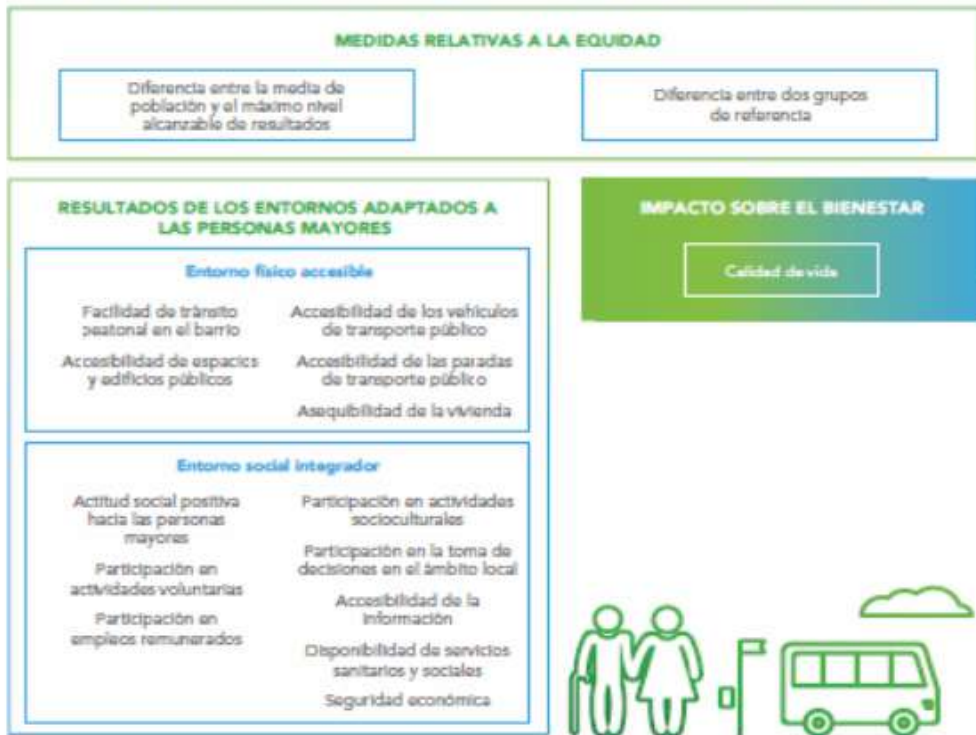 MEDIDAS RELATIVAS A LA EQUIDAD
Diferencia entre la media de
población y el máximo nivel
alcanzable de resultados
Diferencia entre dos grupos
de referencia
RESULTADOS DE LOS ENTORNOS ADAPTADOS A
LAS PERSONAS MAYORES
Entorno físico accesible
Facilidad de tránsito
peatonal en el barrio
Accesibilidad de espacios
y edificios públicos
Accesibilidad de los vehículos
de transporte público
Accesibilidad de las paradas
de transporte público
Asequibilidad de la vivienda
Entorno social integrador
Actitud social positiva
hacia las personas
mayores
Participación en
actividades voluntarias
Participación en
empleos remunerados
Participación en actividades
socioculturales
Participación en la toma de
decisiones en el ámbito local
Accesibilidad de la
información
Disponibilidad de servicios
sanitarios y sociales
Seguridad económica
IMPACTO SOBRE EL BIENESTAR
Calidad de vida